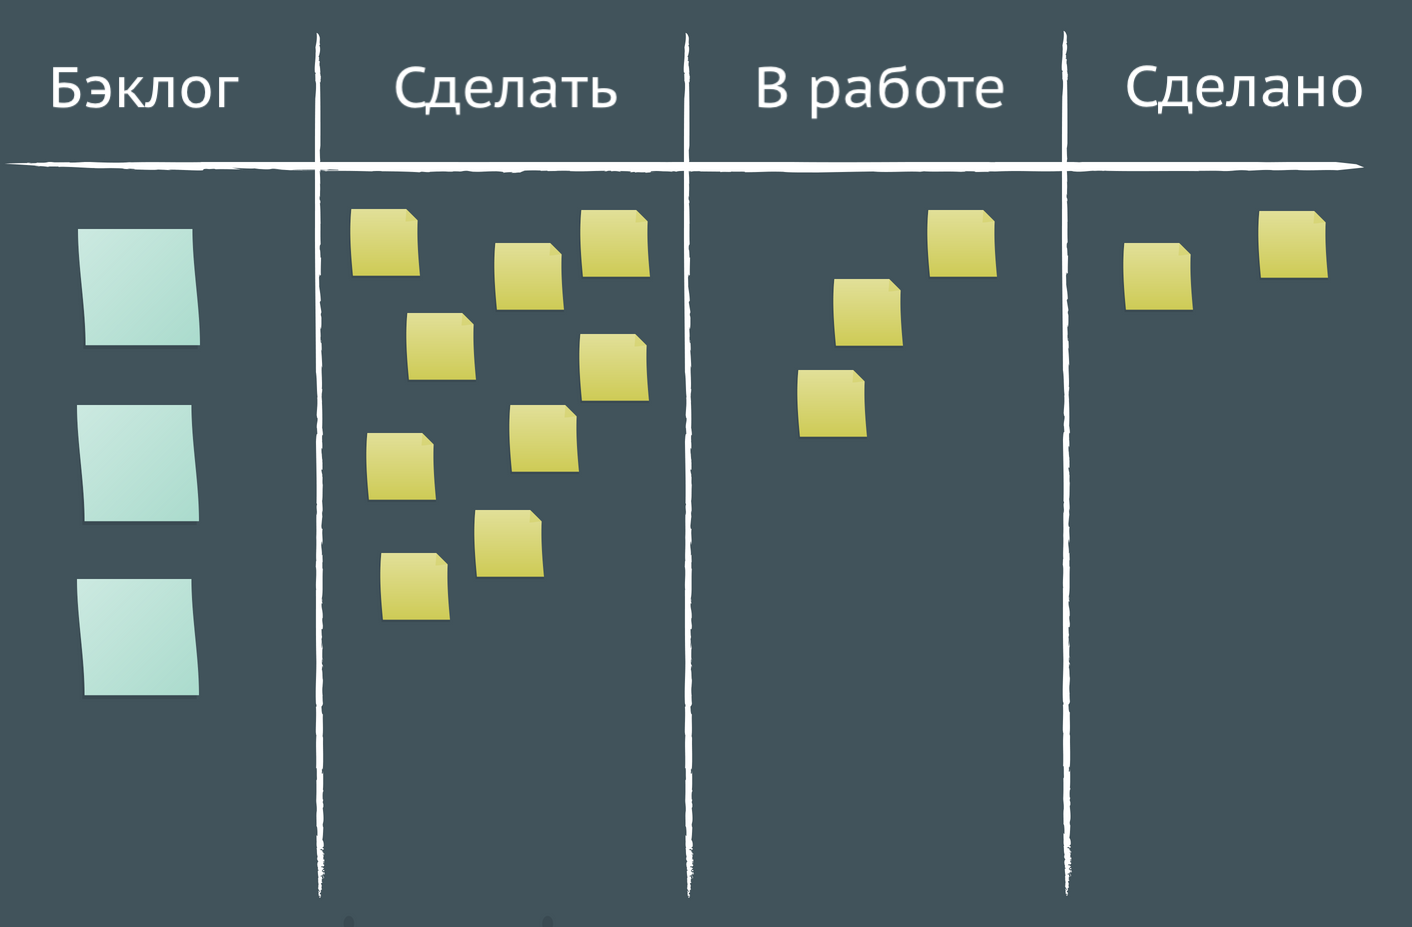 Бэклог
Сделать
В работе
Сделано